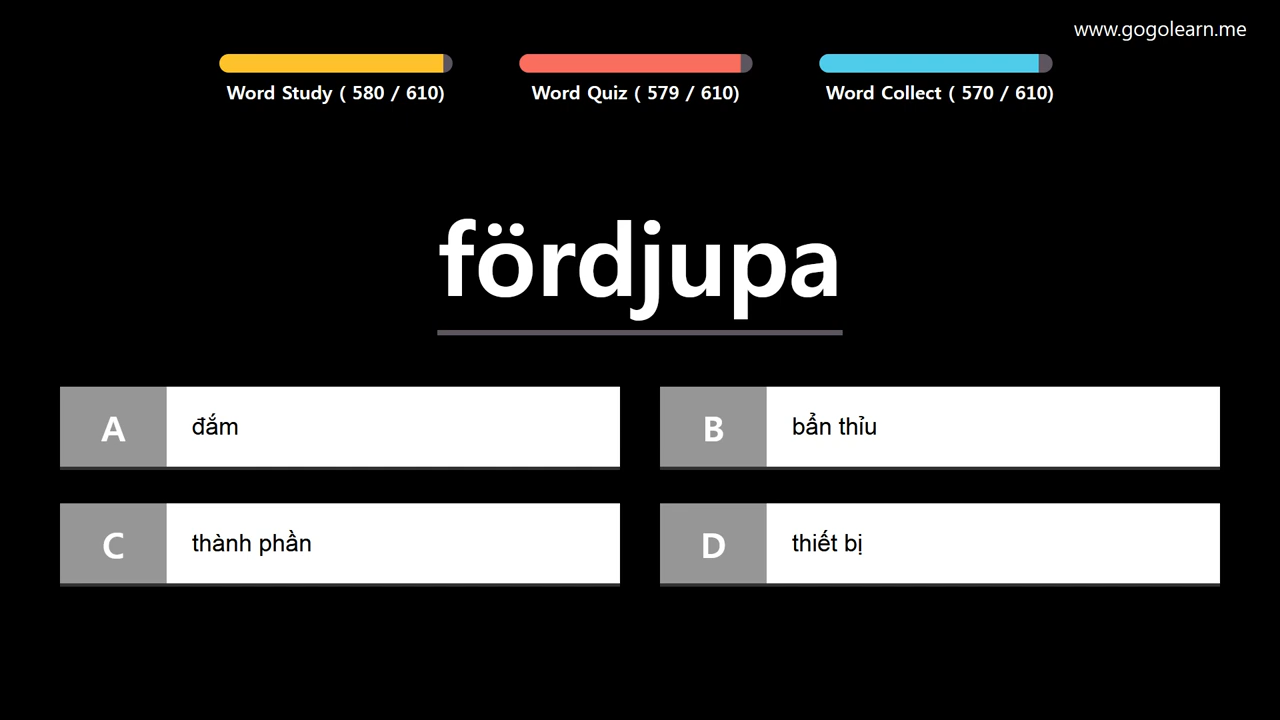 www.gogolearn.me
Word Study ( 580 / 610)
Word Quiz ( 579 / 610)
Word Collect ( 570 / 610)
fördjupa
A
đắm
B
bẩn thỉu
C
thành phần
D
thiết bị